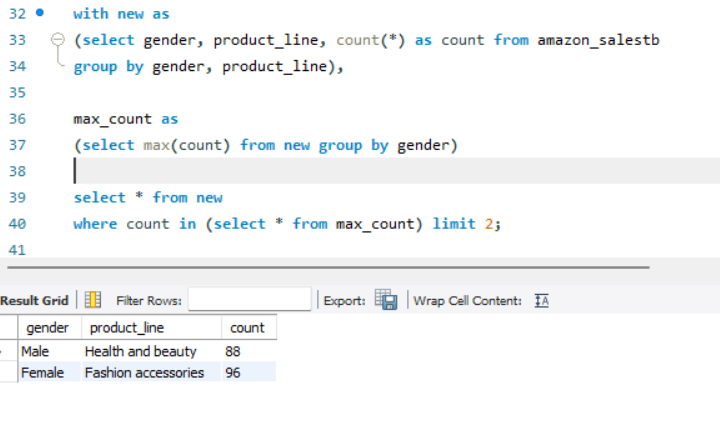 32 with new as
33 (select gender, product_line, count(*) as count from amazon_salestb
34 group by gender, product_line),
35
36 max_count as
37 (select max(count) from new group by gender)
38
39 select * from new
40 where count in (select * from max_count) limit 2;
41
Result Grid Filter Rows: Export: Wrap Cell Content: IA
gender product_line count
Male Health and beauty 88
Female Fashion accessories 96